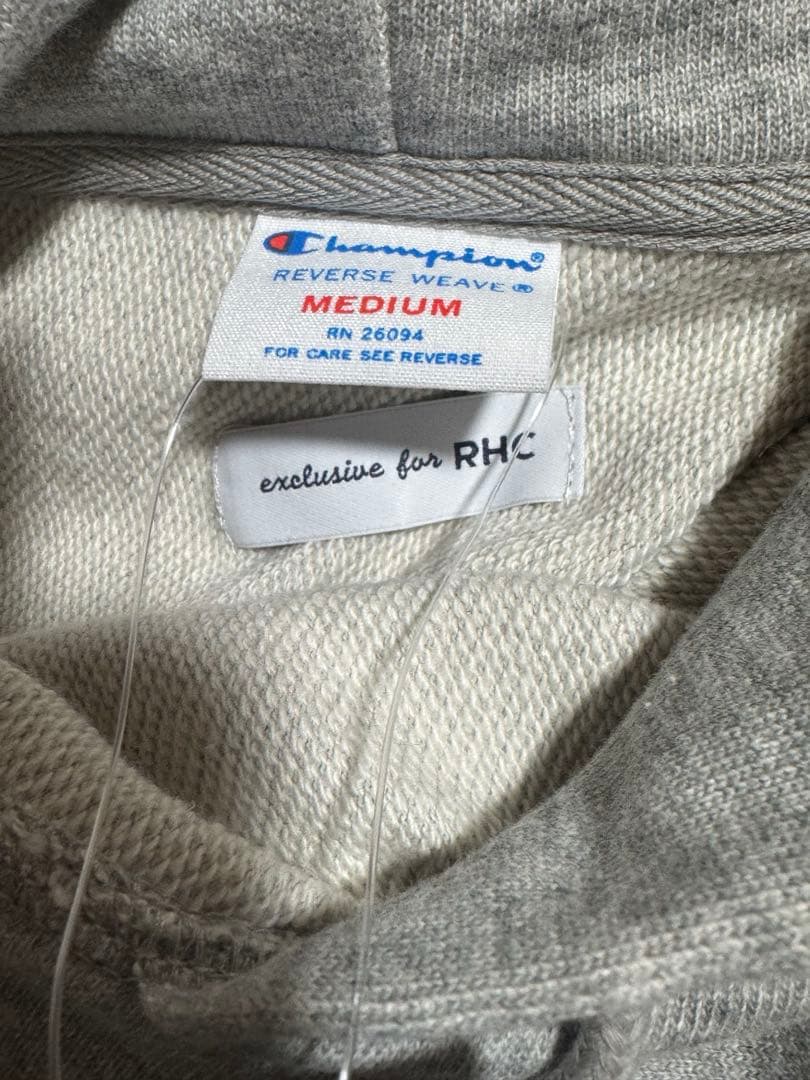 Champion®
REVERSE WEAVE®
MEDIUM
RN 26094
FOR CARE SEE REVERSE
exclusive for RHC